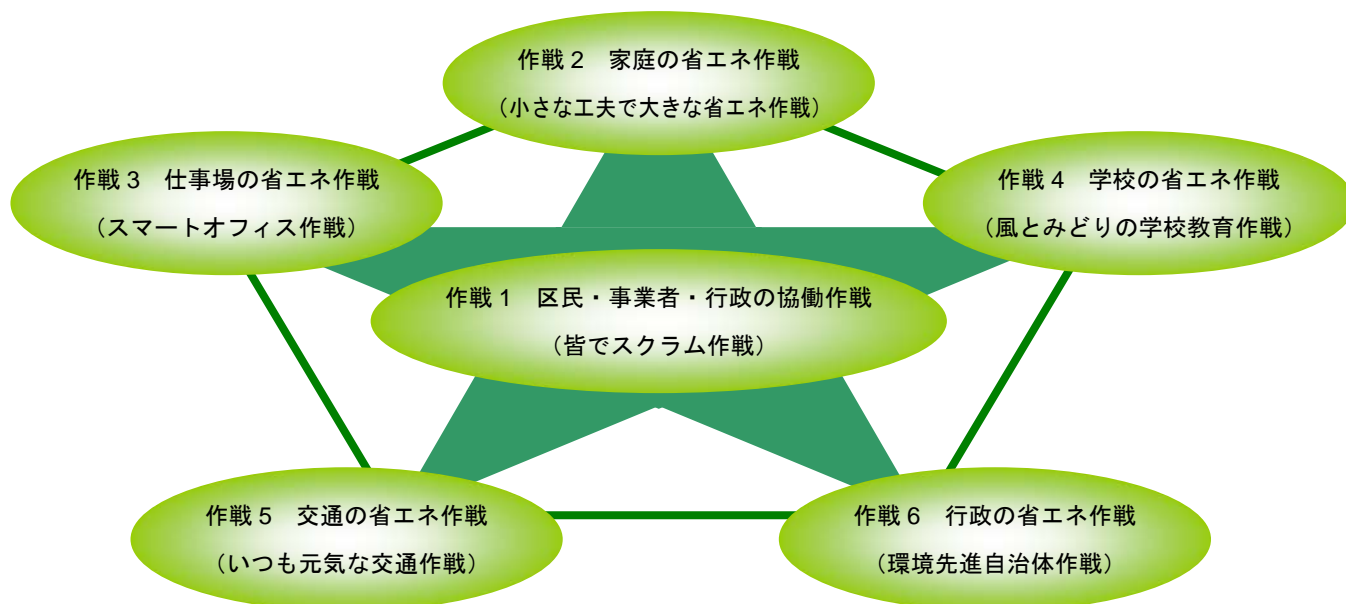 作戦２　家庭の省エネ作戦
（小さな工夫で大きな省エネ作戦）
作戦３　仕事場の省エネ作戦
（スマートオフィス作戦）
作戦４　学校の省エネ作戦
（風とみどりの学校教育作戦）
作戦１　区民・事業者・行政の協働作戦
（皆でスクラム作戦）
作戦５　交通の省エネ作戦
（いつも元気な交通作戦）
作戦６　行政の省エネ作戦
（環境先進自治体作戦）